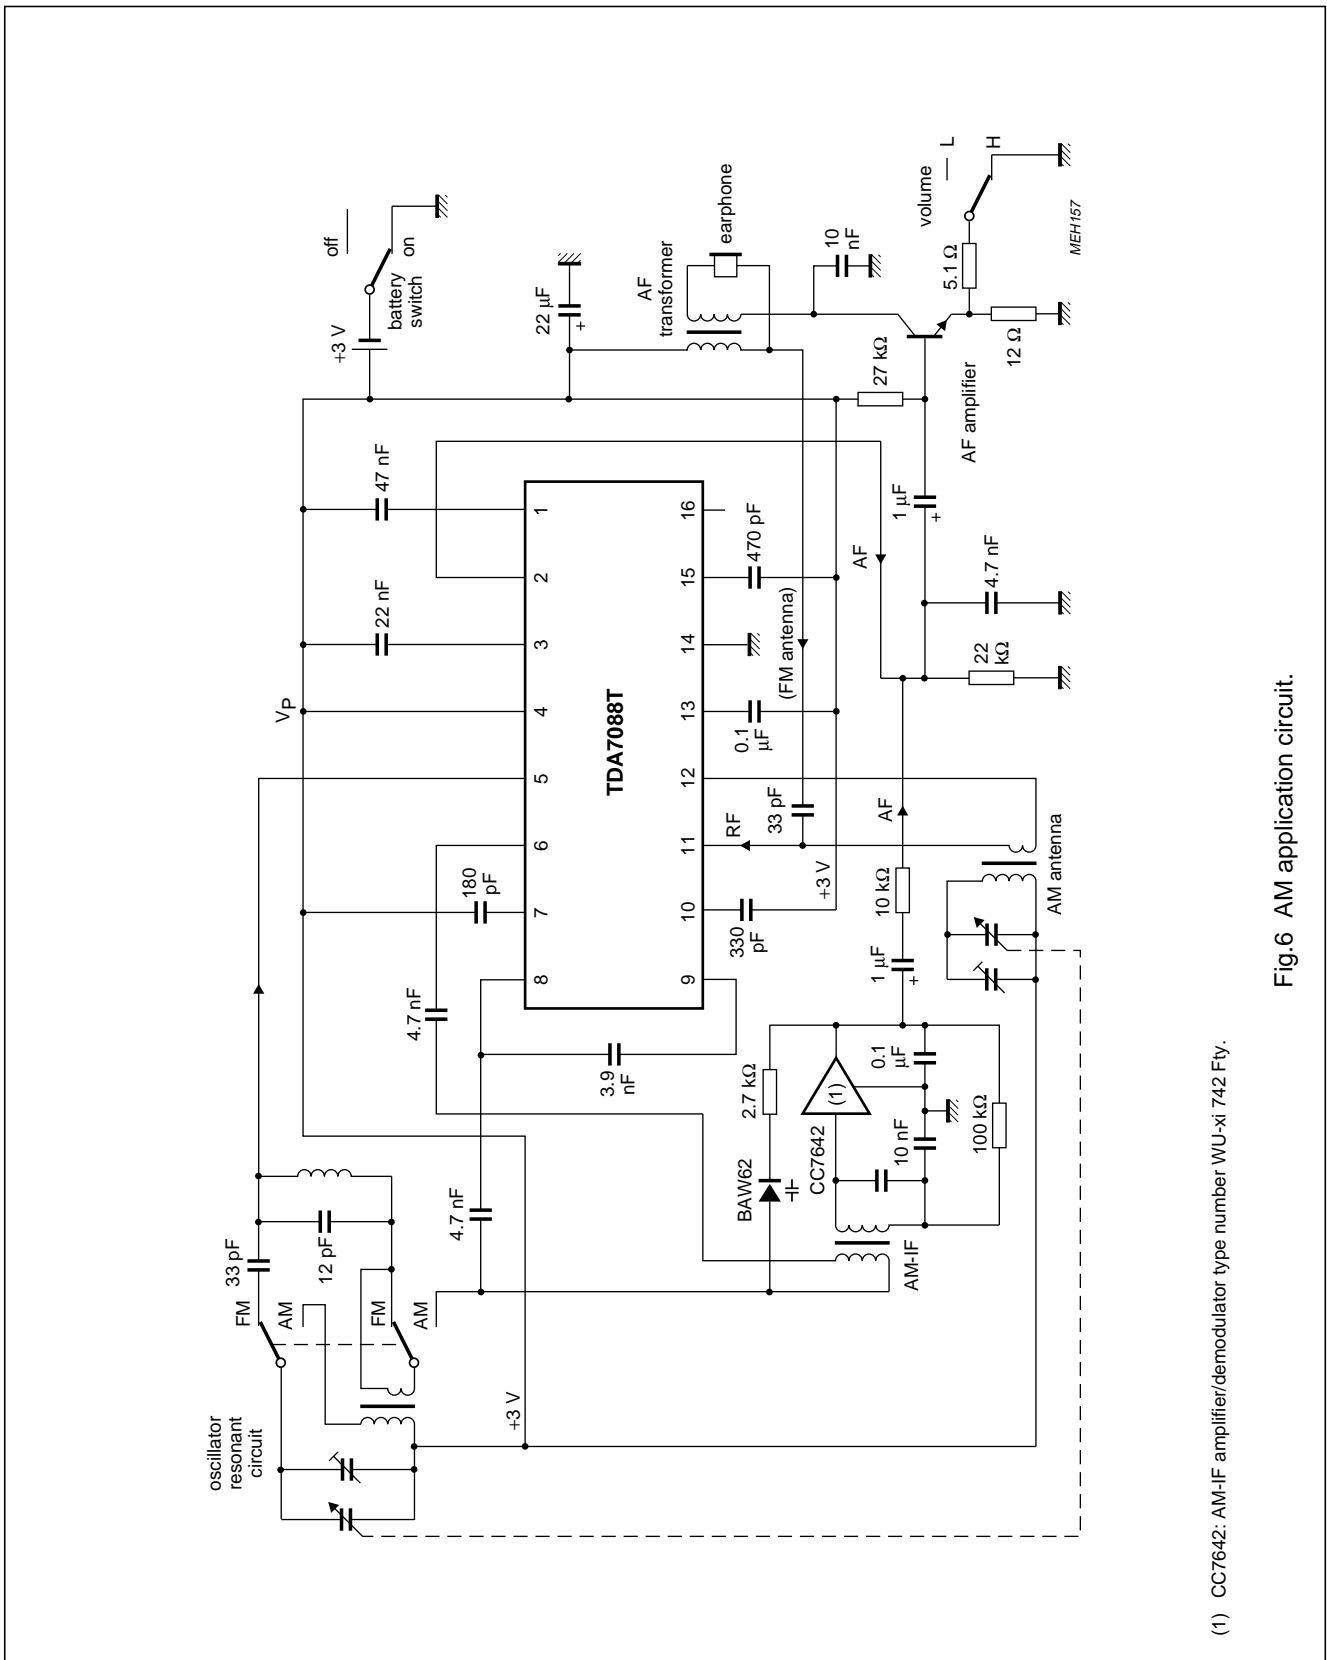 +3 V
off
on
battery
switch
22 µF
+
AF
transformer
earphone
10
nF
volume
L
H
5.1 Ω
12 Ω
MEH157
27 kΩ
AF amplifier
47 nF
22 nF
VP
1
2
3
4
5
6
7
8
TDA7088T
16
15
14
13
12
11
10
9
470 pF
(FM antenna)
0.1
µF
33 pF
RF
+3 V
330
pF
AF
1 µF
+
4.7 nF
22
kΩ
180
pF
4.7 nF
3.9
nF
AF
10 kΩ
1 µF
+
AM antenna
2.7 kΩ
BAW62
(1)
CC7642
0.1
µF
10 nF
100 kΩ
AM-IF
4.7 nF
33 pF
12 pF
FM
AM
FM
AM
oscillator
resonant
circuit
+3 V
(1) CC7642: AM-IF amplifier/demodulator type number WU-xi 742 Fty.
Fig.6 AM application circuit.